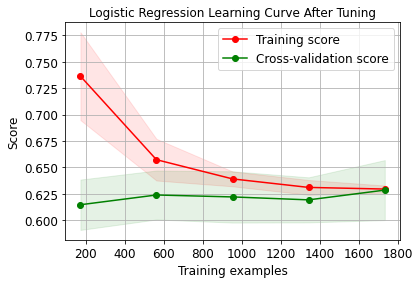 Logistic Regression Learning Curve After Tuning
Training score
Cross-validation score
0.775
0.750
0.725
0.700
0.675
0.650
0.625
0.600
Score
200 400 600 800 1000 1200 1400 1600 1800
Training examples